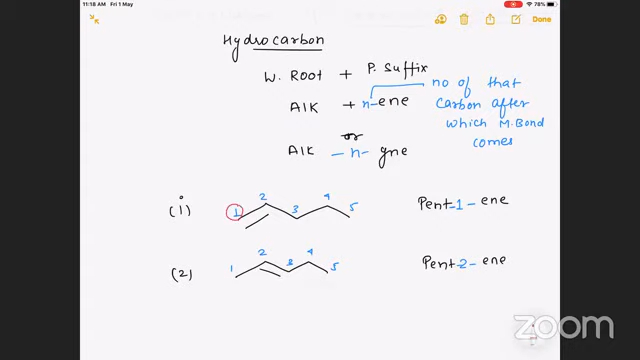 11:18 AM Fri 1 May
78%
Done
Hydrocarbon
W. Root + P. Suffix
Alk + n-ene
or
Alk - n - yne
no of that
Carbon after
which M. Bond
comes
(i) 1 2 3 4 5 Pent-1-ene
(2) 1 2 3 4 5 Pent-2-ene
zoom